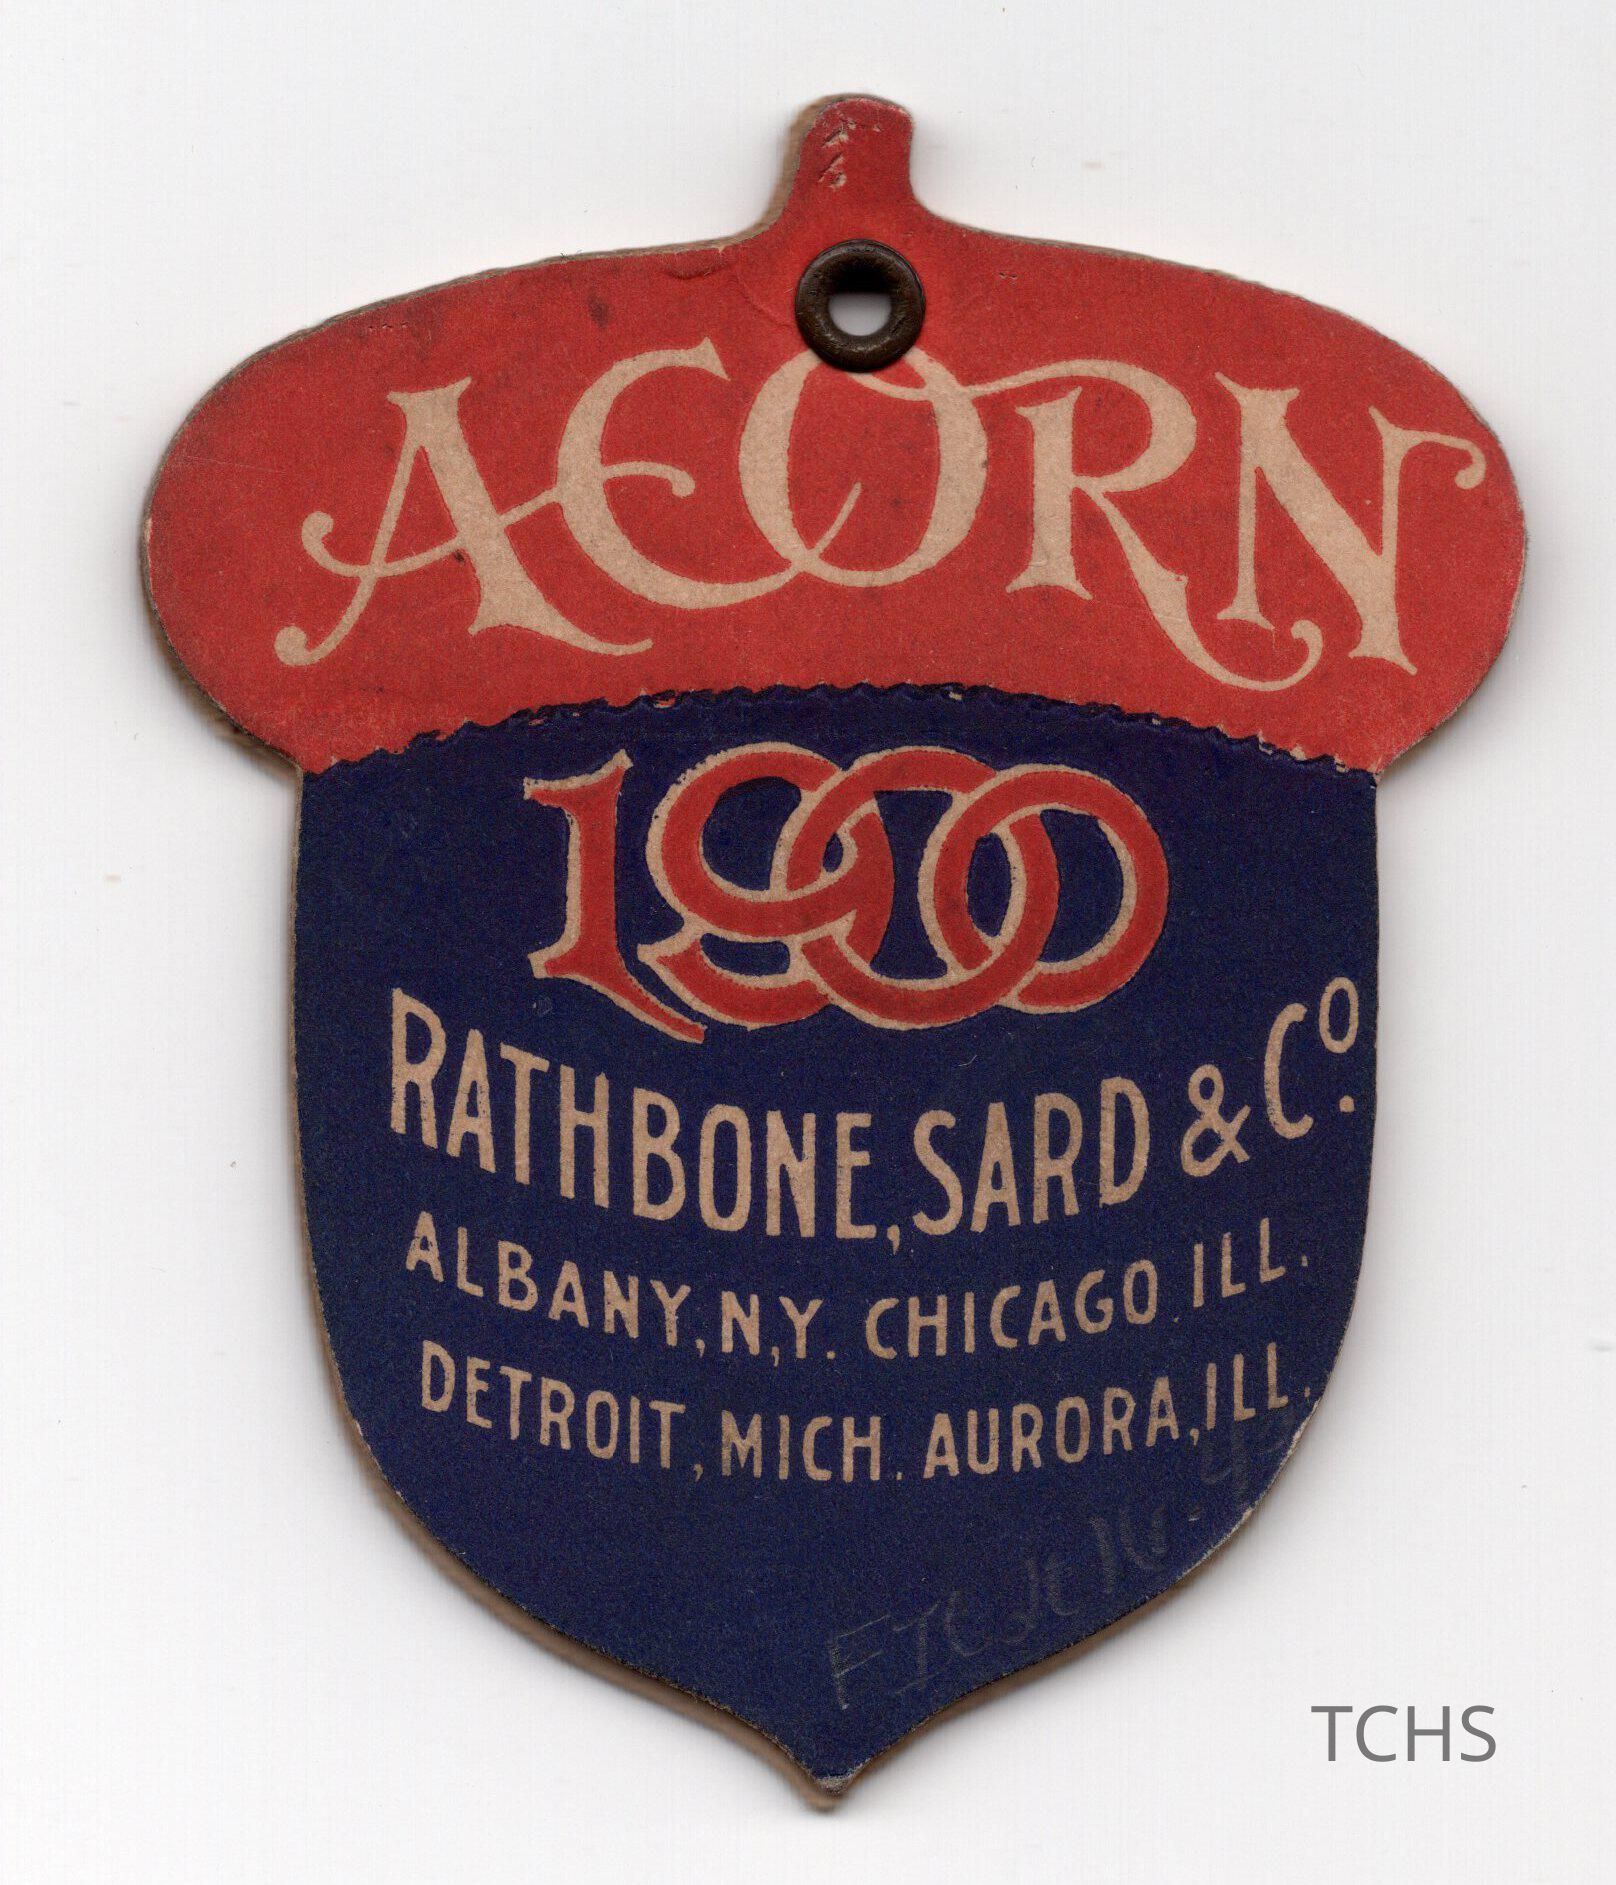 ACORN
1900
RATHBONE, SARD & Cº.
ALBANY, N.Y. CHICAGO ILL.
DETROIT, MICH. AURORA, ILL.
TCHS